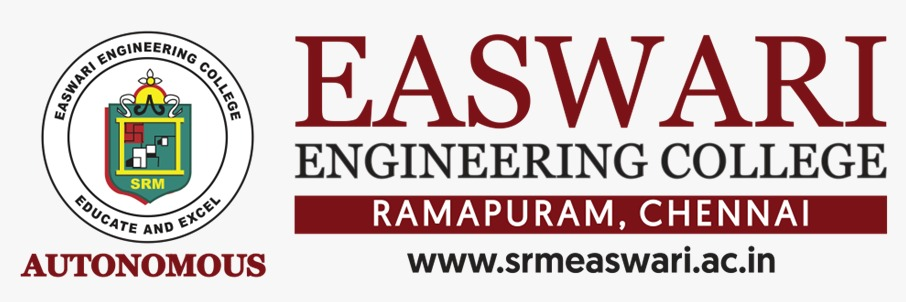 EASWARI ENGINEERING COLLEGE
SRM
EDUCATE AND EXCEL
AUTONOMOUS
EASWARI
ENGINEERING COLLEGE
RAMAPURAM, CHENNAI
www.srmeaswari.ac.in